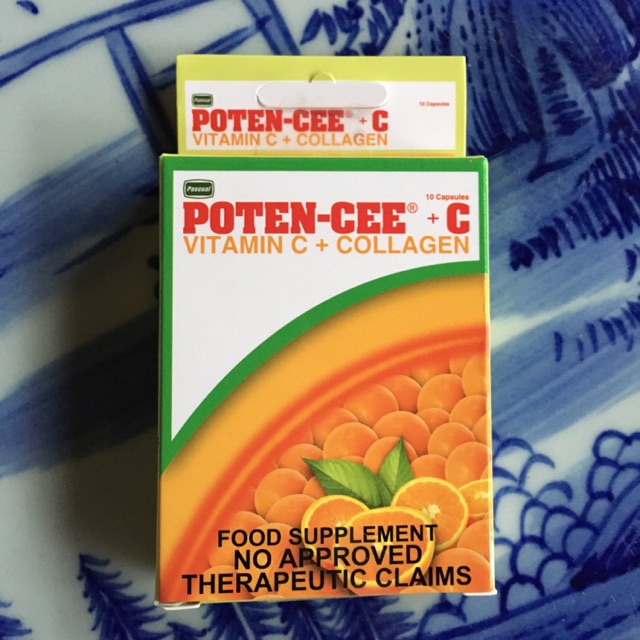 Pascual
10 Capsules
POTEN-CEE® + C
VITAMIN C + COLLAGEN
Pascual
10 Capsules
POTEN-CEE® + C
VITAMIN C + COLLAGEN
FOOD SUPPLEMENT
NO APPROVED
THERAPEUTIC CLAIMS